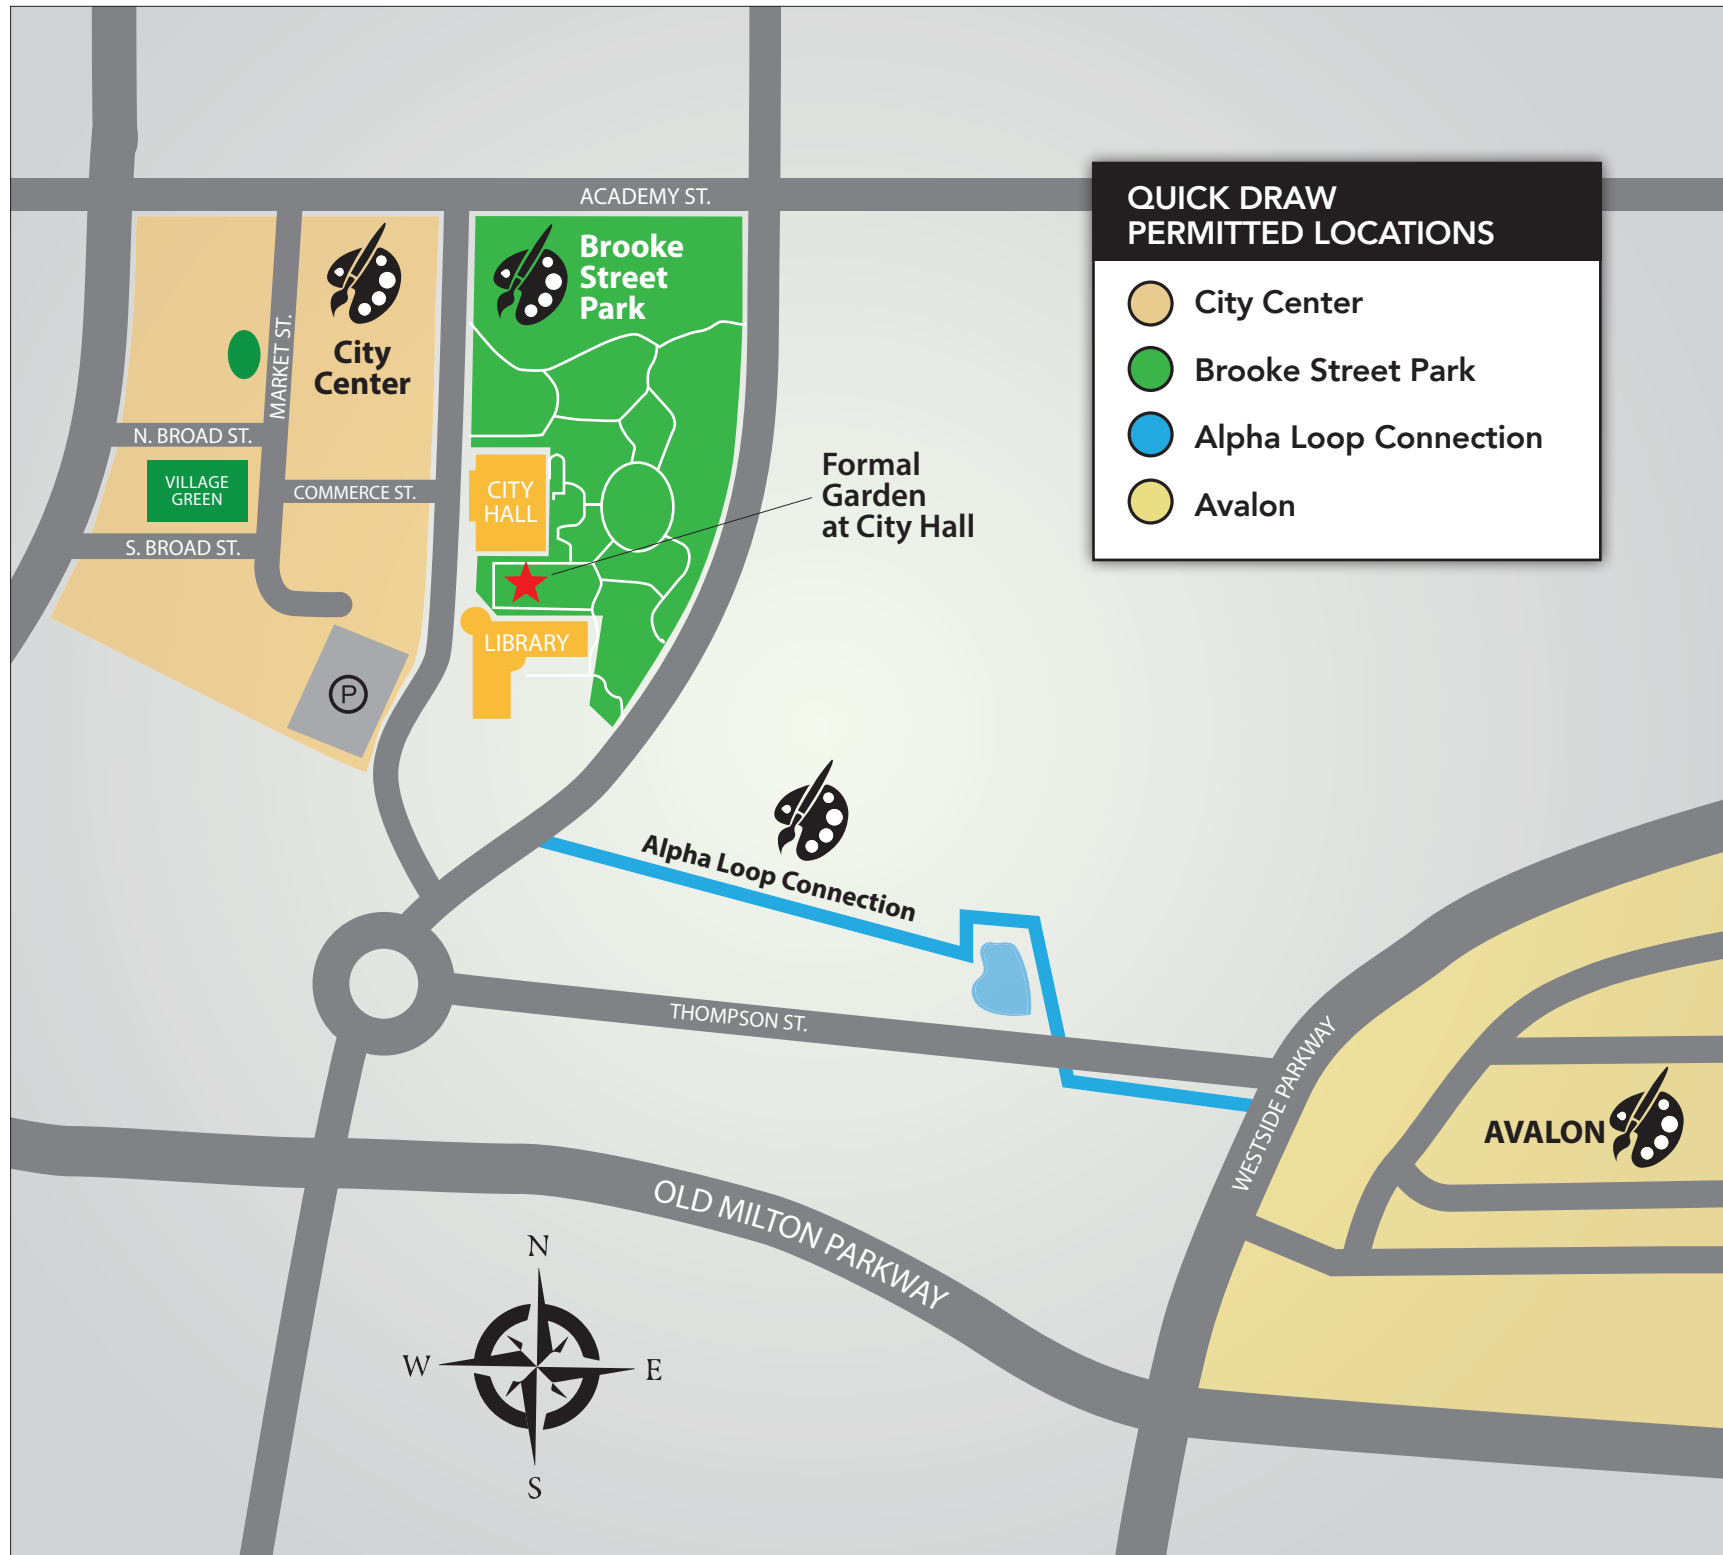 ACADEMY ST.
QUICK DRAW
PERMITTED LOCATIONS
City Center
Brooke Street Park
Alpha Loop Connection
Avalon
Brooke
Street
Park
City
Center
MARKET ST.
N. BROAD ST.
VILLAGE
GREEN
COMMERCE ST.
S. BROAD ST.
CITY
HALL
Formal
Garden
at City Hall
LIBRARY
P
Alpha Loop Connection
THOMPSON ST.
WESTSIDE PARKWAY
AVALON
OLD MILTON PARKWAY
N
W
E
S